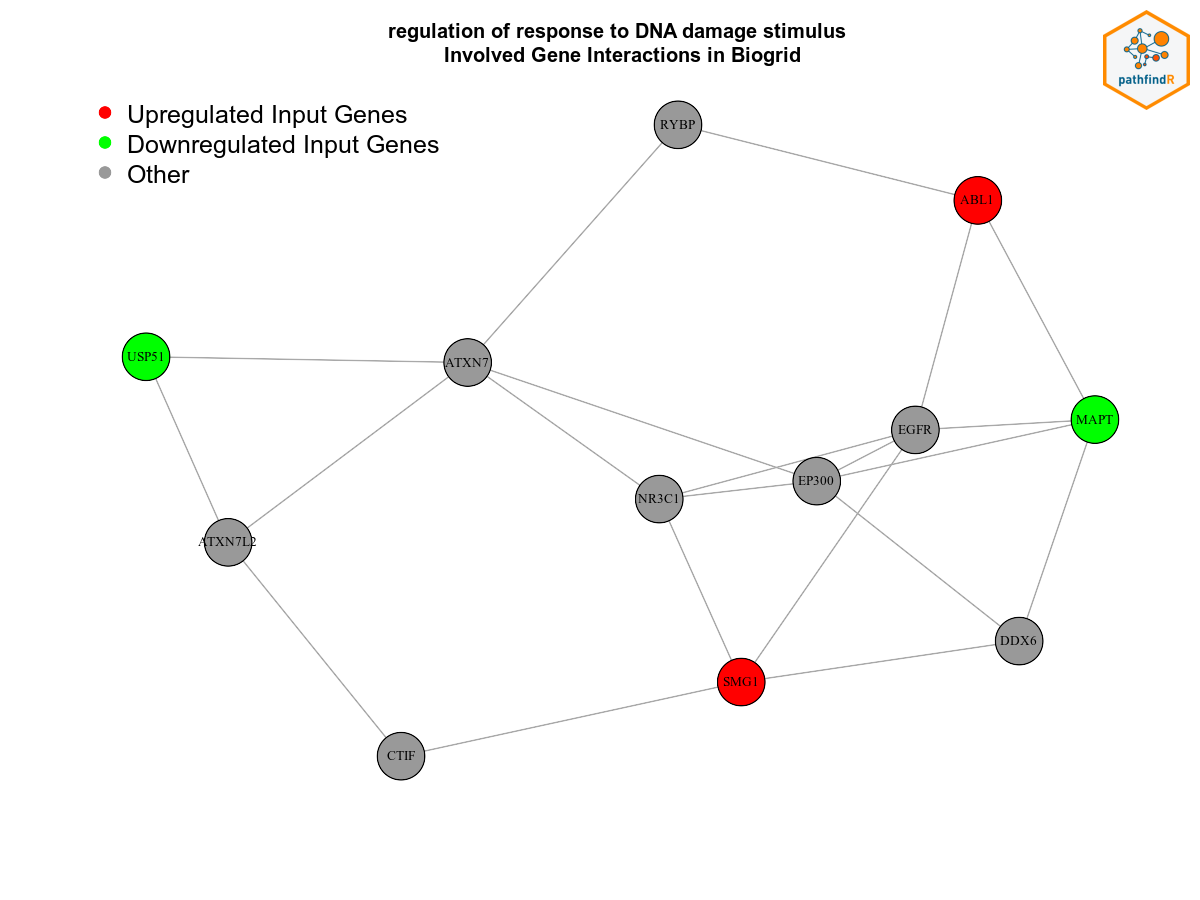 regulation of response to DNA damage stimulus
Involved Gene Interactions in Biogrid
pathfindR
Upregulated Input Genes
Downregulated Input Genes
Other
RYBP
ABL1
USP51
ATXN7
MAPT
EGFR
EP300
NR3C1
ATXN7L2
DDX6
SMG1
CTIF